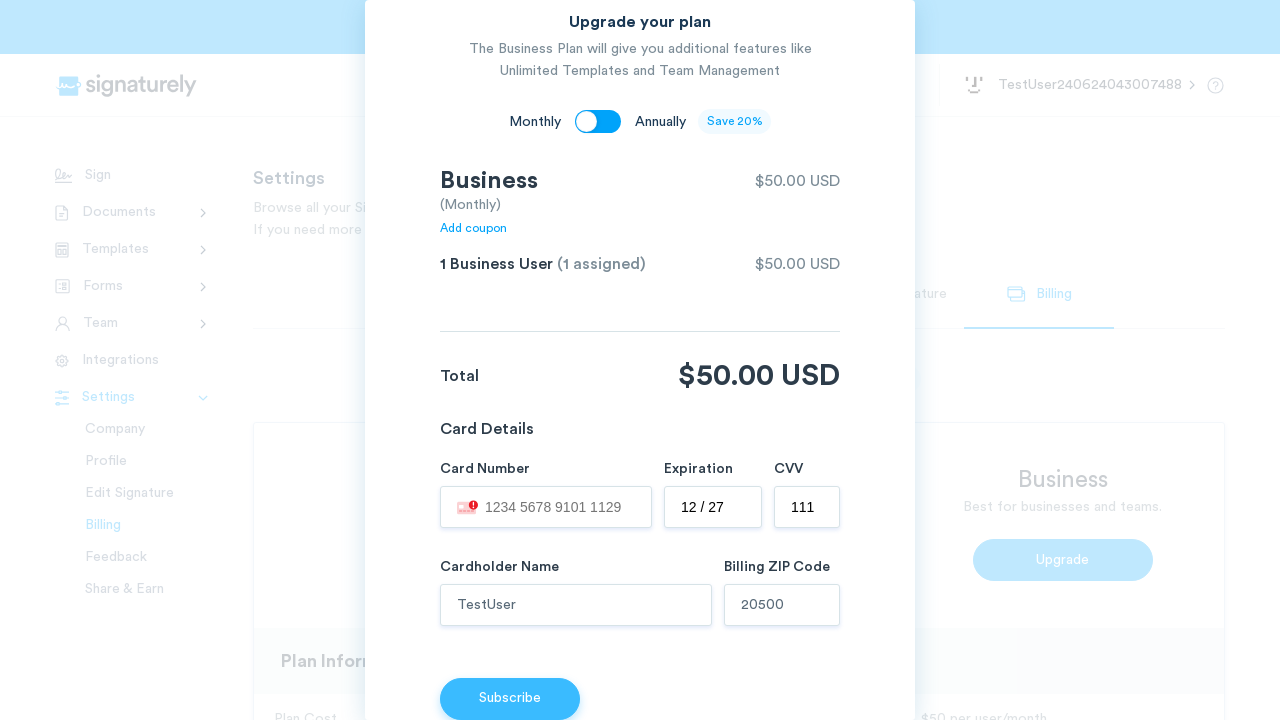 Upgrade your plan
The Business Plan will give you additional features like
Unlimited Templates and Team Management
Monthly
Annually
Save 20%
Business
$50.00 USD
(Monthly)
Add coupon
1 Business User (1 assigned)
$50.00 USD
Total
$50.00 USD
Card Details
Card Number
Expiration
CVV
1234 5678 9101 1129
12 / 27
111
Cardholder Name
Billing ZIP Code
TestUser
20500
Subscribe
signaturely
TestUser240624043007488
Sign
Documents
Templates
Forms
Team
Integrations
Settings
Company
Profile
Edit Signature
Billing
Feedback
Share & Earn
Settings
Browse all your Si
If you need more
ature
Billing
Business
Best for businesses and teams.
Upgrade
Plan Inforr
Plan Cost
$50 per user/month